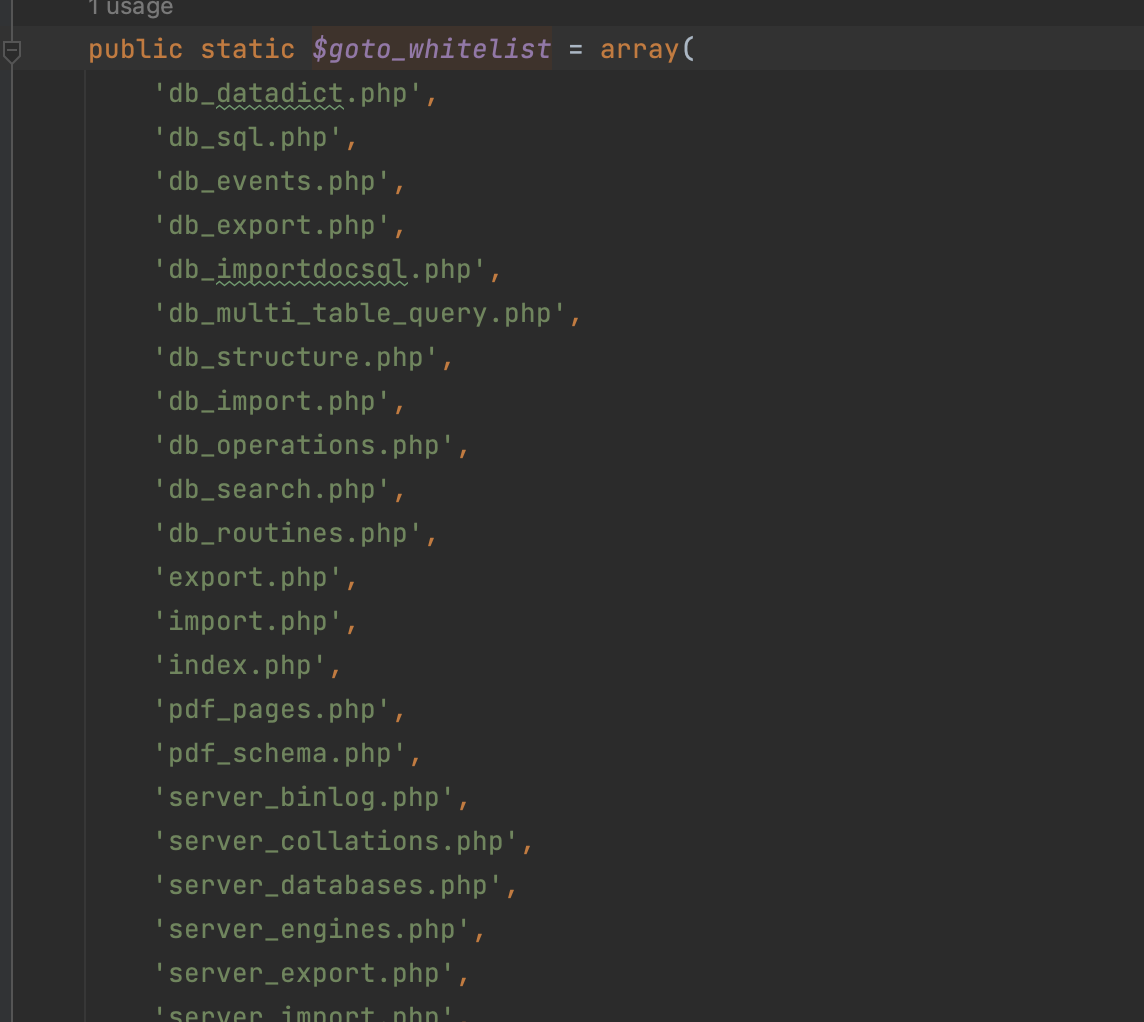 1 usage
public static $goto_whitelist = array(
'db_datadict.php',
'db_sql.php',
'db_events.php',
'db_export.php',
'db_importdocsql.php',
'db_multi_table_query.php',
'db_structure.php',
'db_import.php',
'db_operations.php',
'db_search.php',
'db_routines.php',
'export.php',
'import.php',
'index.php',
'pdf_pages.php',
'pdf_schema.php',
'server_binlog.php',
'server_collations.php',
'server_databases.php',
'server_engines.php',
'server_export.php',
'server_import.php',